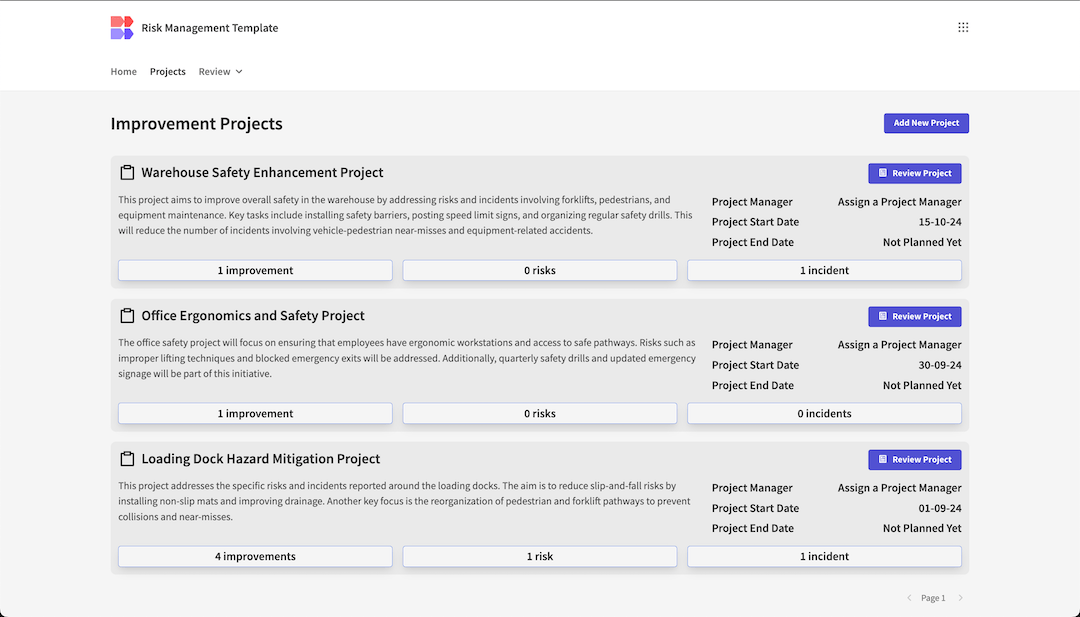 Risk Management Template
Home Projects Review
Improvement Projects
Add New Project
Warehouse Safety Enhancement Project
Review Project
This project aims to improve overall safety in the warehouse by addressing risks and incidents involving forklifts, pedestrians, and
equipment maintenance. Key tasks include installing safety barriers, posting speed limit signs, and organizing regular safety drills. This
will reduce the number of incidents involving vehicle-pedestrian near-misses and equipment-related accidents.
Project Manager Assign a Project Manager
Project Start Date 15-10-24
Project End Date Not Planned Yet
1 improvement 0 risks 1 incident
Office Ergonomics and Safety Project
Review Project
The office safety project will focus on ensuring that employees have ergonomic workstations and access to safe pathways. Risks such as
improper lifting techniques and blocked emergency exits will be addressed. Additionally, quarterly safety drills and updated emergency
signage will be part of this initiative.
Project Manager Assign a Project Manager
Project Start Date 30-09-24
Project End Date Not Planned Yet
1 improvement 0 risks 0 incidents
Loading Dock Hazard Mitigation Project
Review Project
This project addresses the specific risks and incidents reported around the loading docks. The aim is to reduce slip-and-fall risks by
installing non-slip mats and improving drainage. Another key focus is the reorganization of pedestrian and forklift pathways to prevent
collisions and near-misses.
Project Manager Assign a Project Manager
Project Start Date 01-09-24
Project End Date Not Planned Yet
4 improvements 1 risk 1 incident
Page 1